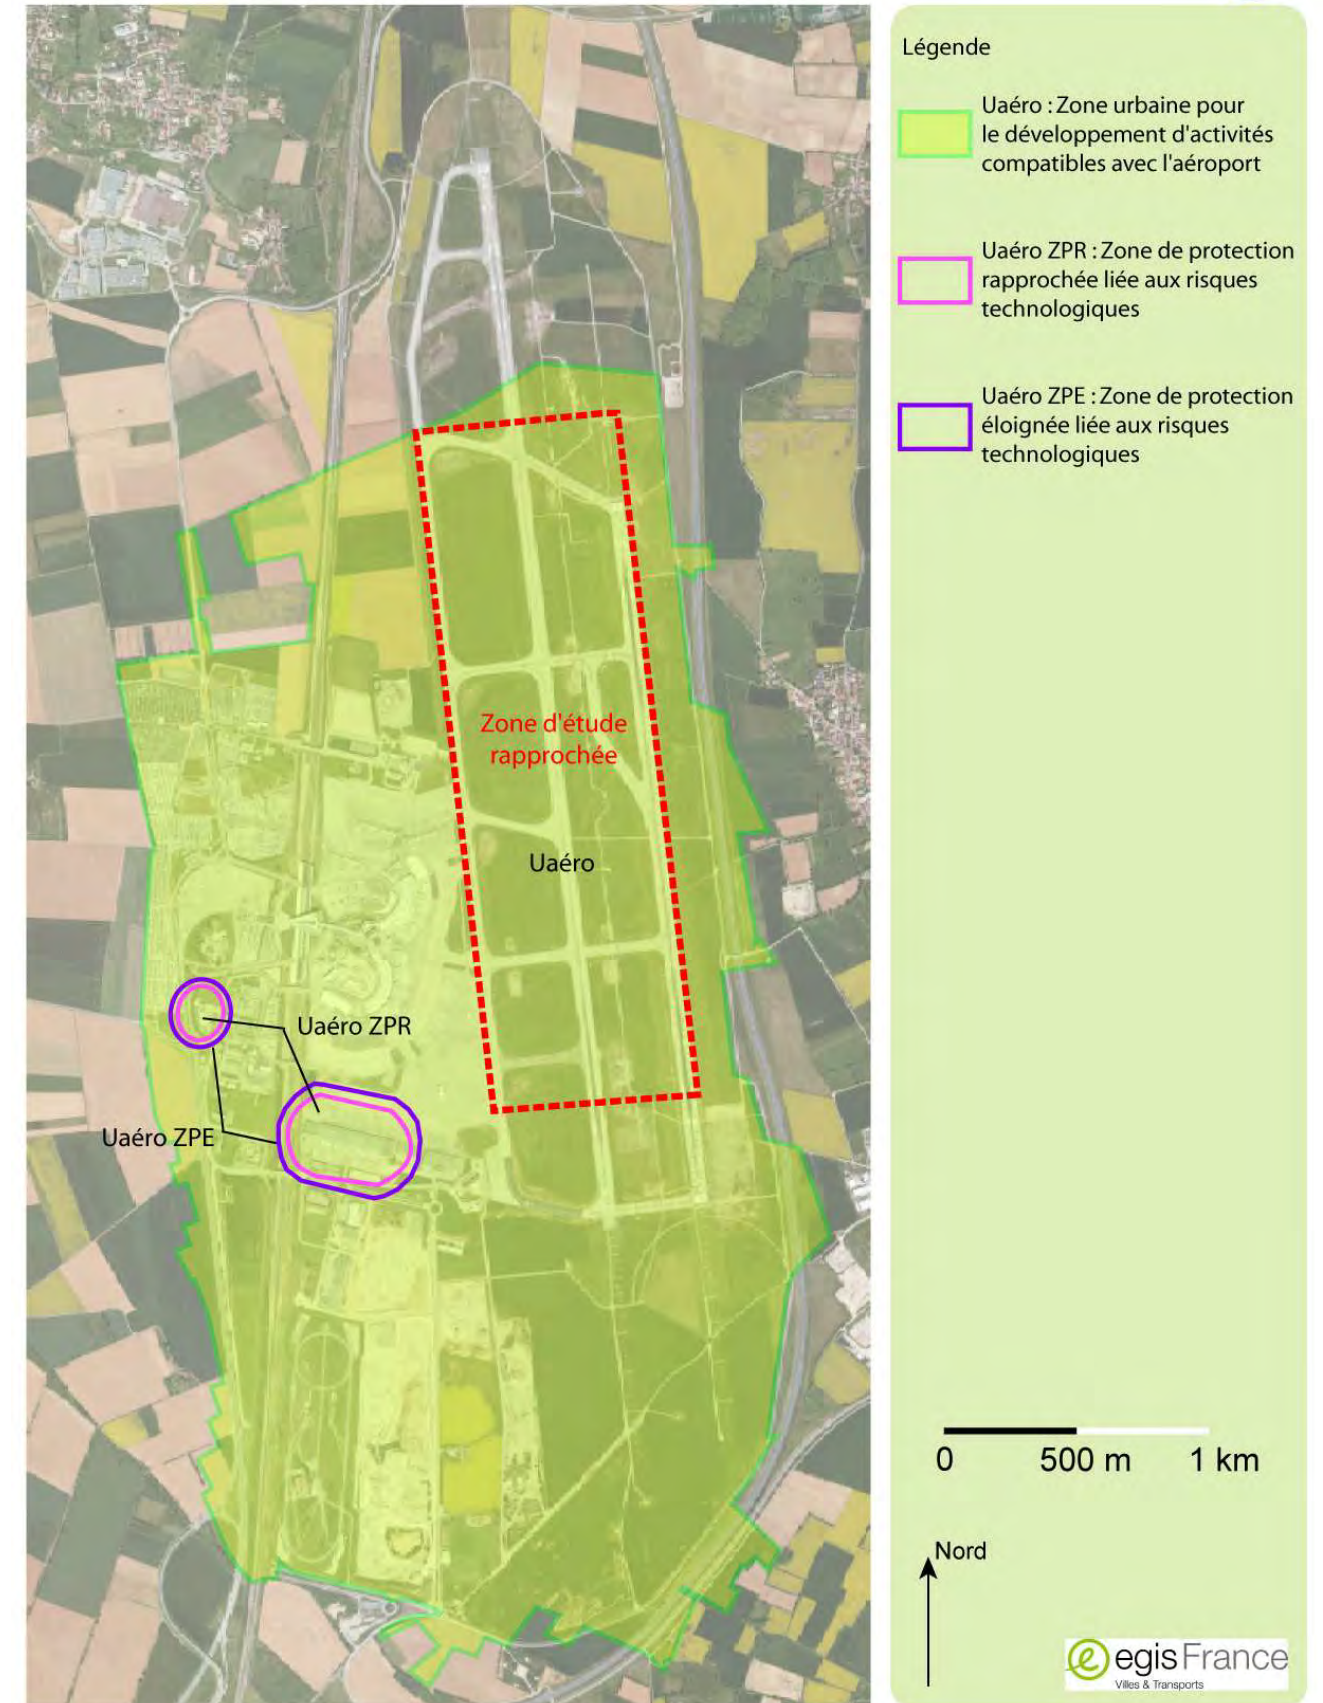 Légende
Uaéro : Zone urbaine pour
le développement d'activités
compatibles avec l'aéroport
Uaéro ZPR : Zone de protection
rapprochée liée aux risques
technologiques
Uaéro ZPE : Zone de protection
éloignée liée aux risques
technologiques
Zone d'étude
rapprochée
Uaéro
Uaéro ZPR
Uaéro ZPE
0 500 m 1 km
Nord
egis France
Villes & Transports